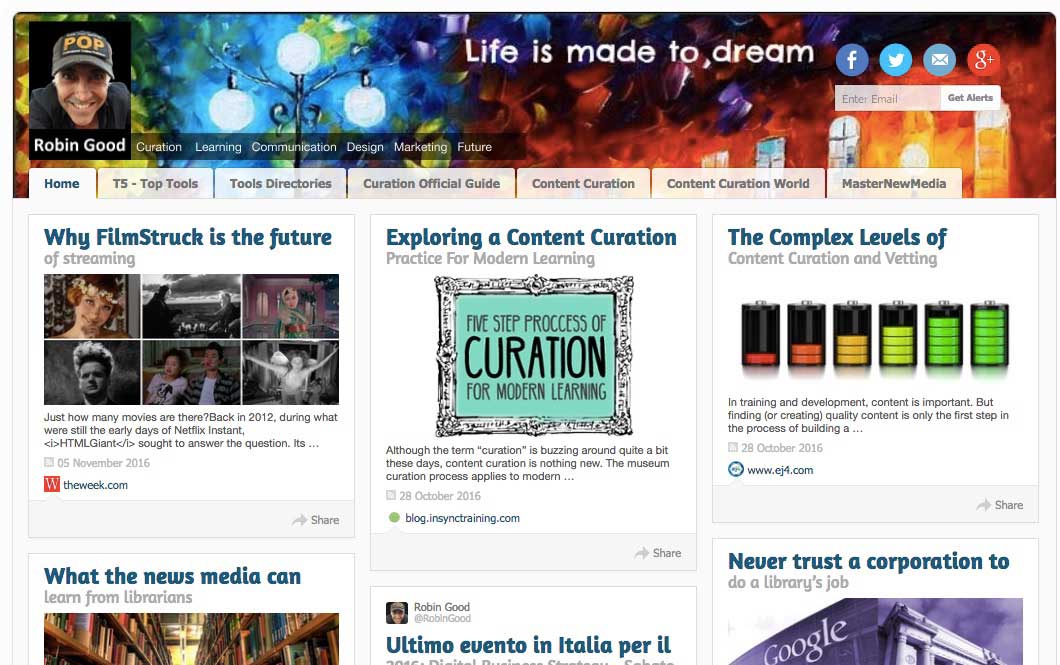 POP
Robin Good
Life is made to dream
f
g+
Enter Email
Get Alerts
Curation Learning Communication Design Marketing Future
Home
T5 - Top Tools
Tools Directories
Curation Official Guide
Content Curation
Content Curation World
MasterNewMedia
Why FilmStruck is the future
of streaming
Just how many movies are there?Back in 2012, during what
were still the early days of Netflix Instant,
<i>HTMLGiant</i> sought to answer the question. Its ...
05 November 2016
W theweek.com
Share
What the news media can
learn from librarians
Exploring a Content Curation
Practice For Modern Learning
FIVE STEP PROCCESS OF
CURATION
FOR MODERN LEARNING
Although the term “curation” is buzzing around quite a bit
these days, content curation is nothing new. The museum
curation process applies to modern ...
28 October 2016
blog.insynctraining.com
Share
Robin Good
@RobinGood
Ultimo evento in Italia per il
2016: Digital Business Strategy - Sabato
The Complex Levels of
Content Curation and Vetting
In training and development, content is important. But
finding (or creating) quality content is only the first step in
the process of building a ...
28 October 2016
ej4 www.ej4.com
Share
Never trust a corporation to
do a library's job
Google